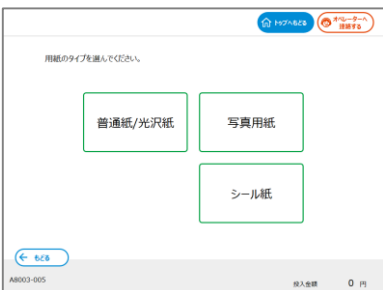 トップへもどる
オペレーターへ
接続する
用紙のタイプを選んでください。
普通紙/光沢紙
写真用紙
シール紙
← もどる
A8003-005
投入金額 0 円